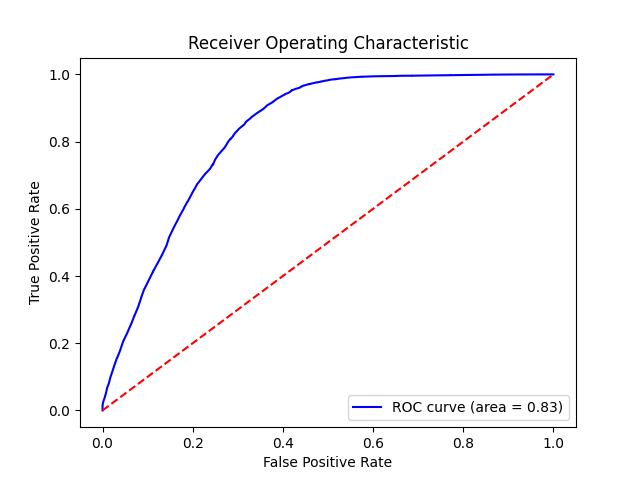 Receiver Operating Characteristic
True Positive Rate
1.0
0.8
0.6
0.4
0.2
0.0
ROC curve (area = 0.83)
0.0 0.2 0.4 0.6 0.8 1.0
False Positive Rate